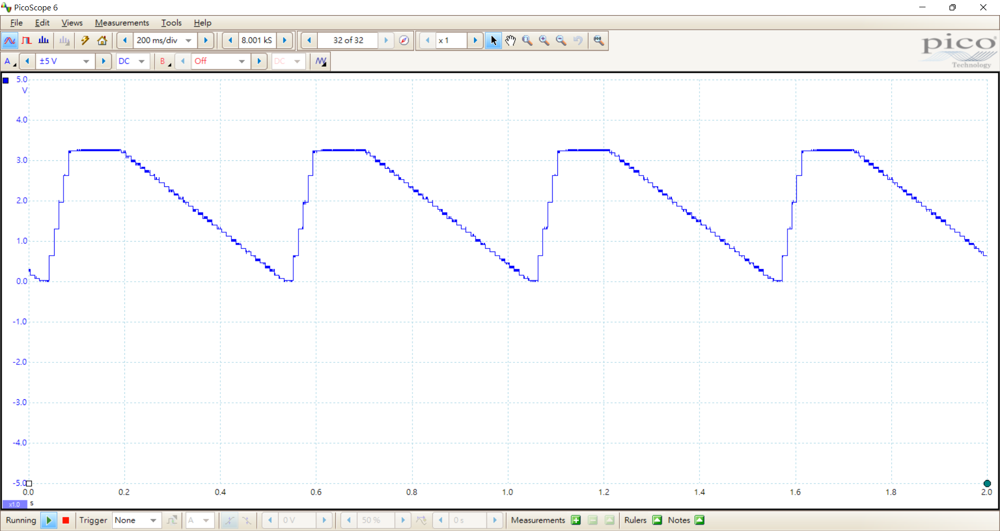 PicoScope 6
File Edit Views Measurements Tools Help
200 ms/div 8.001 kS 32 of 32 x 1
pico
Technology
A ±5 V DC B Off DC
5.0
V
4.0
3.0
2.0
1.0
0.0
-1.0
-2.0
-3.0
-4.0
-5.0
0.0 0.2 0.4 0.6 0.8 1.0 1.2 1.4 1.6 1.8 2.0
x1.0 s
Running Trigger None A 0 V 50 % 0 s Measurements Rulers Notes